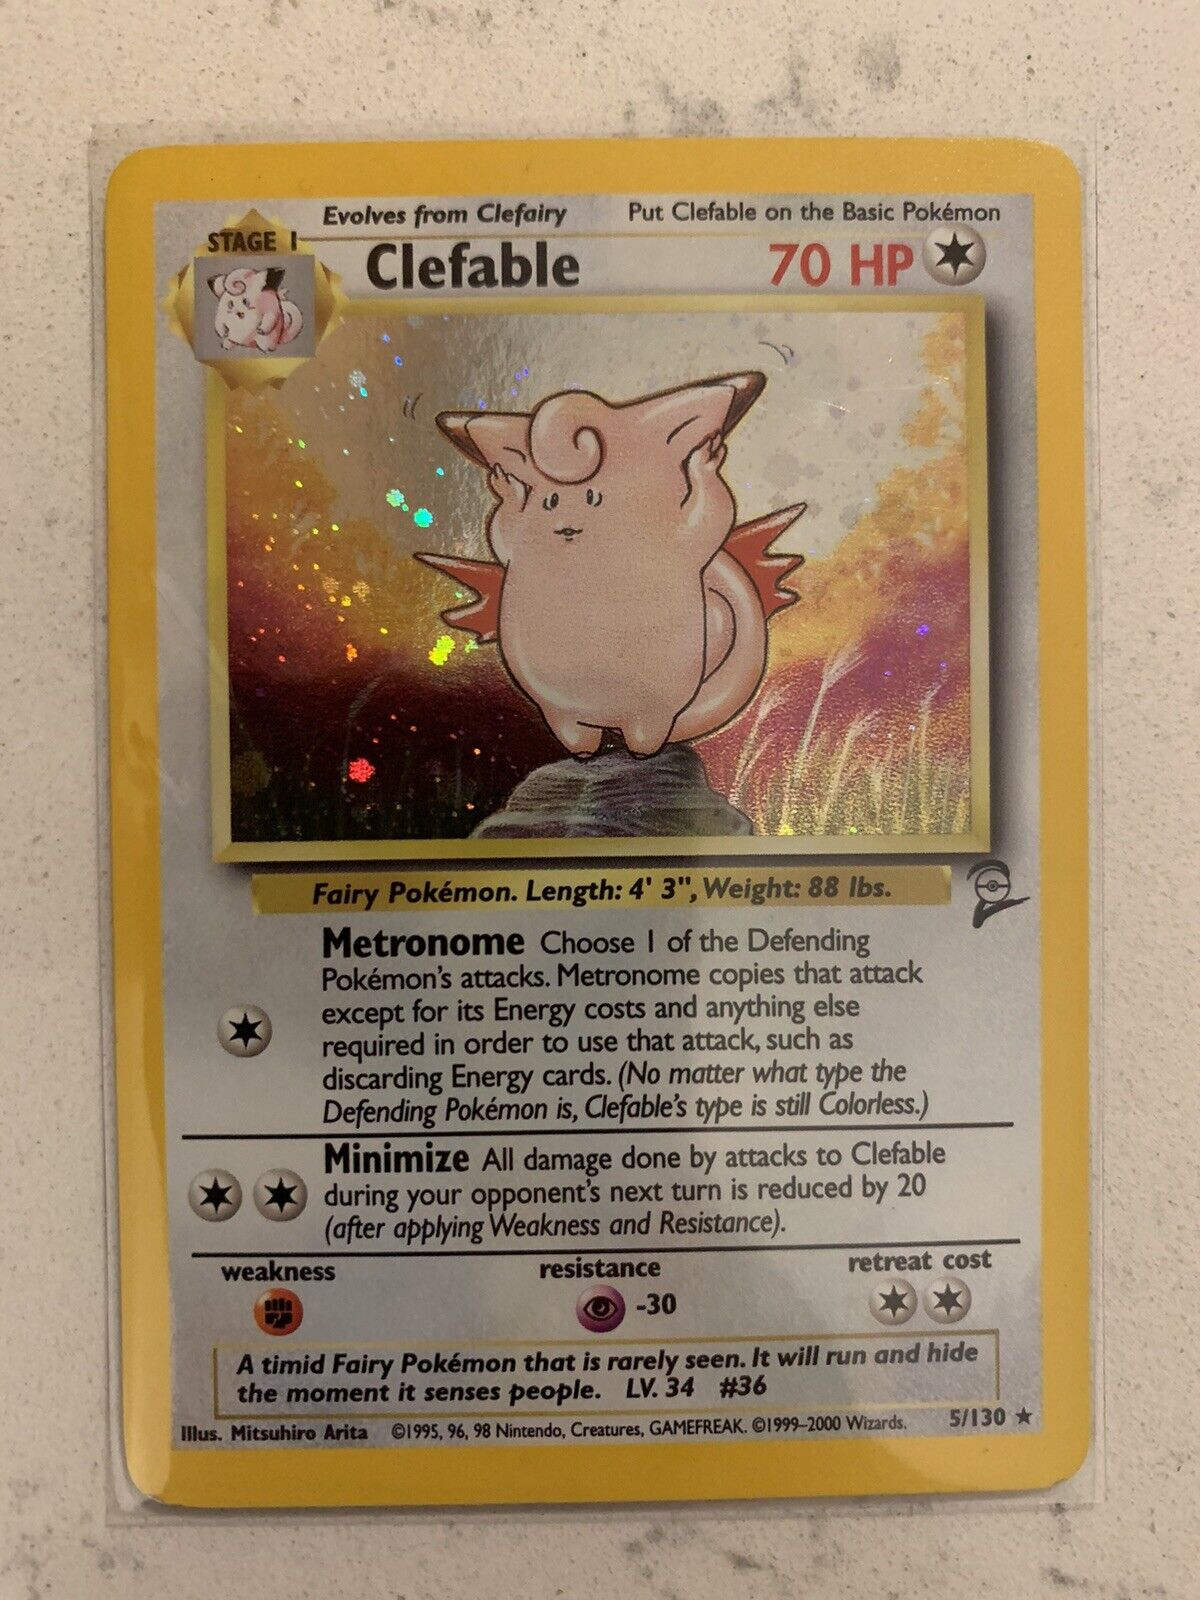 Evolves from Clefairy Put Clefable on the Basic Pokémon
STAGE 1
Clefable 70 HP
Fairy Pokémon. Length: 4' 3", Weight: 88 lbs.
Metronome Choose 1 of the Defending
Pokémon's attacks. Metronome copies that attack
except for its Energy costs and anything else
required in order to use that attack, such as
discarding Energy cards. (No matter what type the
Defending Pokémon is, Clefable's type is still Colorless.)
Minimize All damage done by attacks to Clefable
during your opponent's next turn is reduced by 20
(after applying Weakness and Resistance).
weakness resistance retreat cost
-30
A timid Fairy Pokémon that is rarely seen. It will run and hide
the moment it senses people. LV. 34 #36
Illus. Mitsuhiro Arita ©1995, 96, 98 Nintendo, Creatures, GAMEFREAK. ©1999–2000 Wizards. 5/130 ★